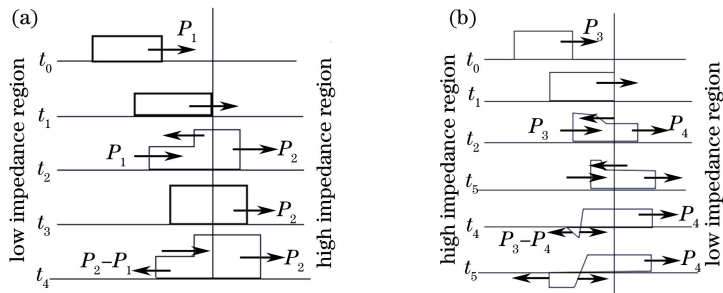 (a)
low impedance region
high impedance region
t0
P1
t1
t2
P1
P2
t3
P2
t4
P2−P1
P2
(b)
high impedance region
low impedance region
t0
P3
t1
t2
P3
P4
t5
t4
P3−P4
P4
t5
P4